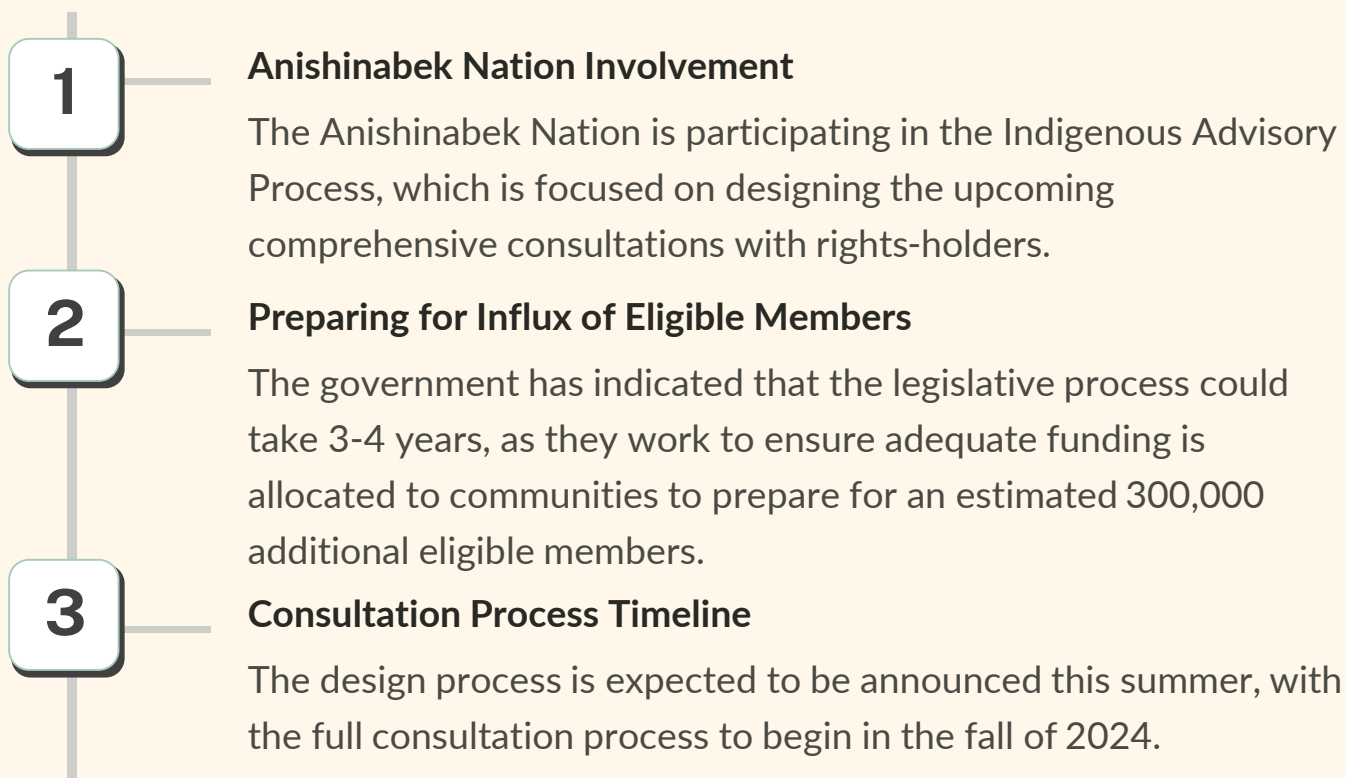 1
Anishinabek Nation Involvement
The Anishinabek Nation is participating in the Indigenous Advisory
Process, which is focused on designing the upcoming
comprehensive consultations with rights-holders.
2
Preparing for Influx of Eligible Members
The government has indicated that the legislative process could
take 3-4 years, as they work to ensure adequate funding is
allocated to communities to prepare for an estimated 300,000
additional eligible members.
3
Consultation Process Timeline
The design process is expected to be announced this summer, with
the full consultation process to begin in the fall of 2024.